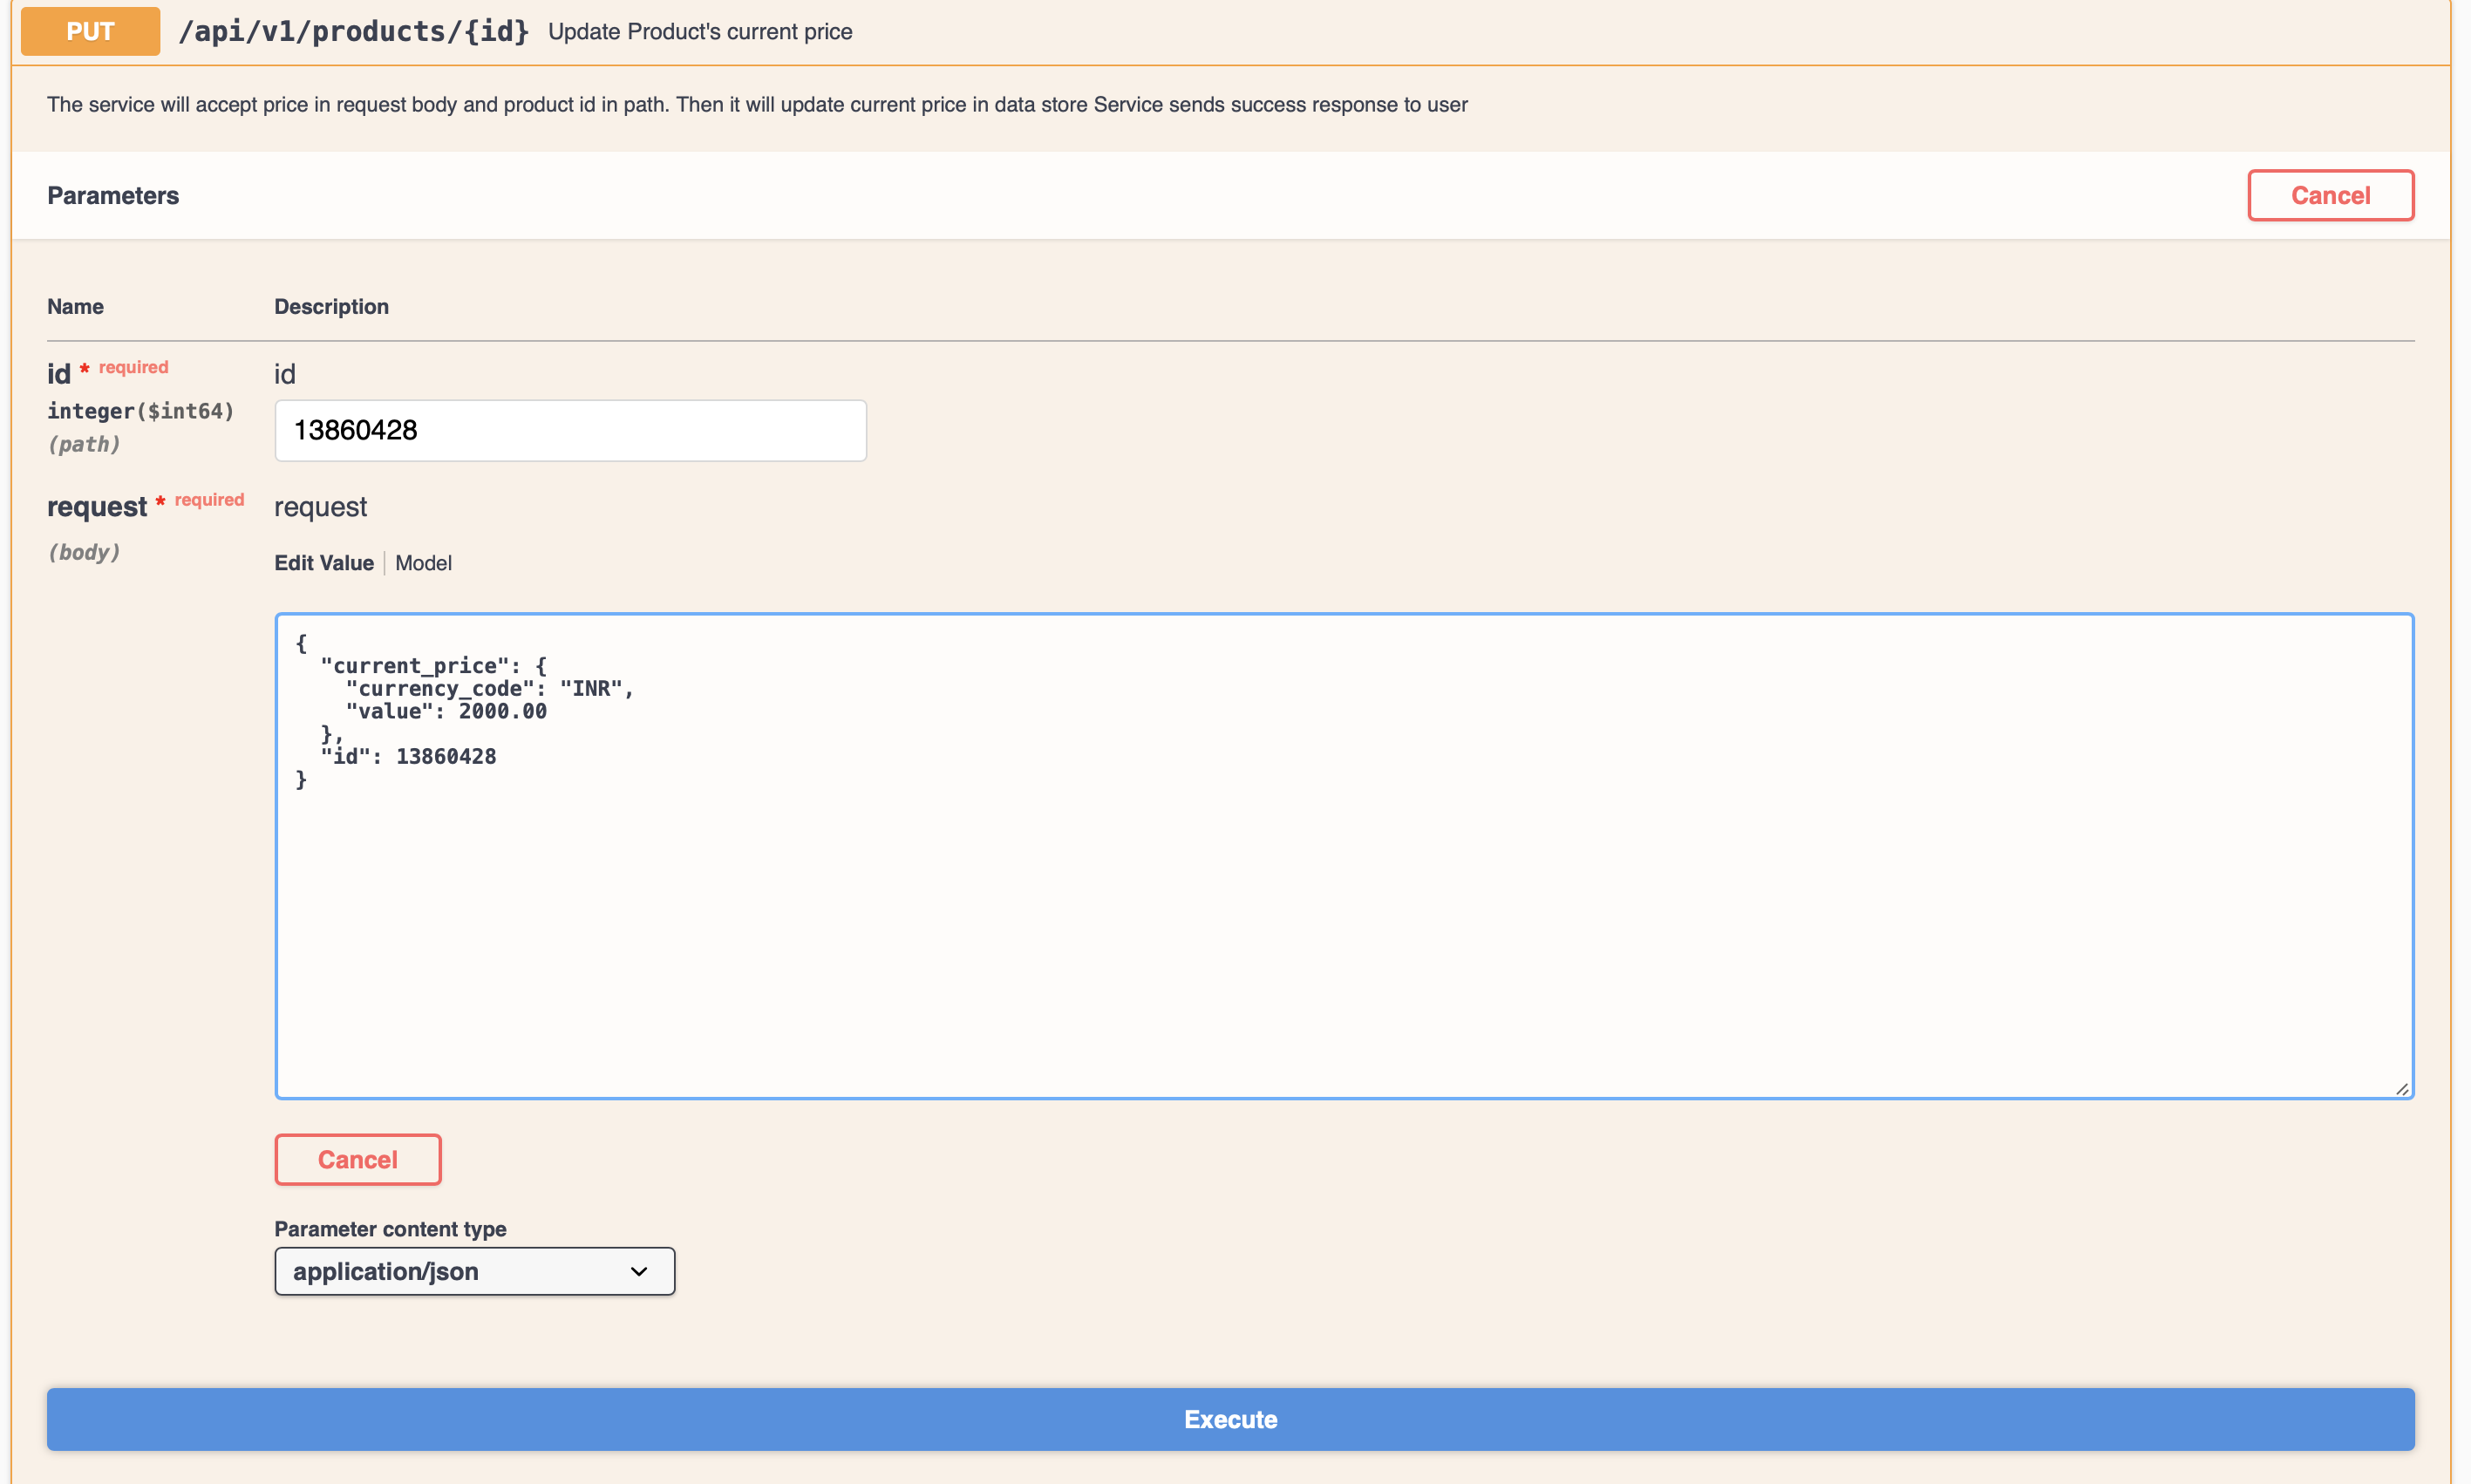 PUT /api/v1/products/{id} Update Product's current price
The service will accept price in request body and product id in path. Then it will update current price in data store Service sends success response to user
Parameters Cancel
Name Description
id * required id
integer($int64) 13860428
(path)
request * required request
(body) Edit Value Model
{
  "current_price": {
    "currency_code": "INR",
    "value": 2000.00
  },
  "id": 13860428
}
Cancel
Parameter content type
application/json
Execute